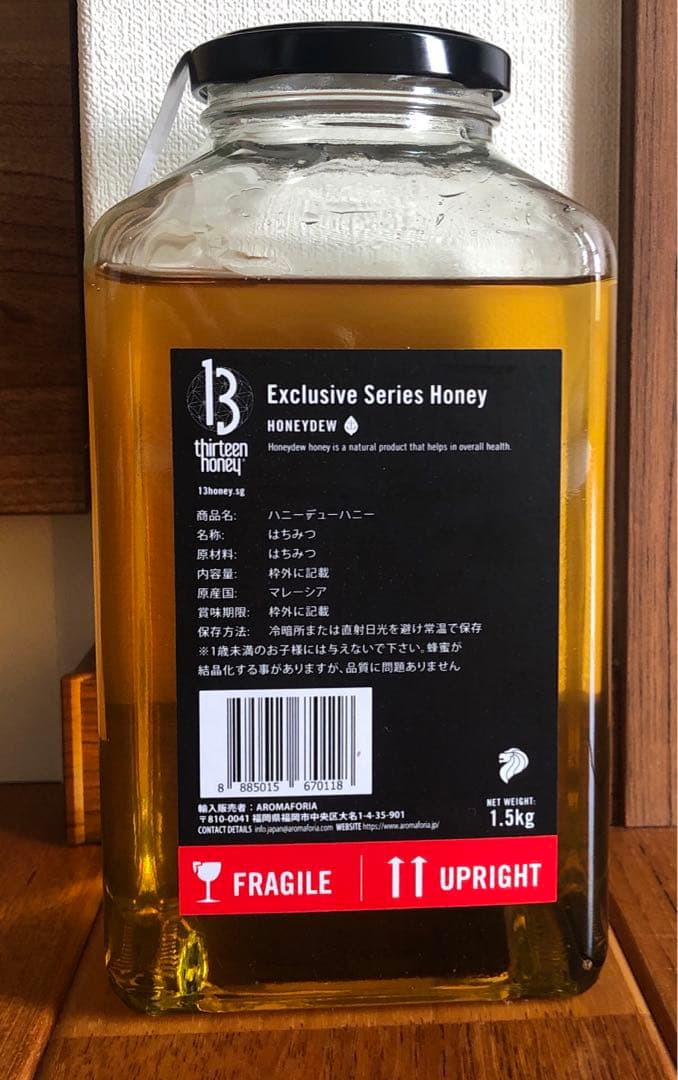 13
thirteen
honey®
13honey.sg
Exclusive Series Honey
HONEYDEW
Honeydew honey is a natural product that helps in overall health.
商品名: ハニーデューハニー
名称: はちみつ
原材料: はちみつ
内容量: 枠外に記載
原産国: マレーシア
賞味期限: 枠外に記載
保存方法: 冷暗所または直射日光を避け常温で保存
※1歳未満のお子様には与えないで下さい。蜂蜜が
結晶化する事がありますが、品質に問題ありません
8 885015 670118
輸入販売者：AROMAFORIA
〒810-0041 福岡県福岡市中央区大名1-4-35-901
CONTACT DETAILS info.japan@aromaforia.com WEBSITE https://www.aromaforia.jp/
NET WEIGHT:
1.5kg
FRAGILE
UPRIGHT